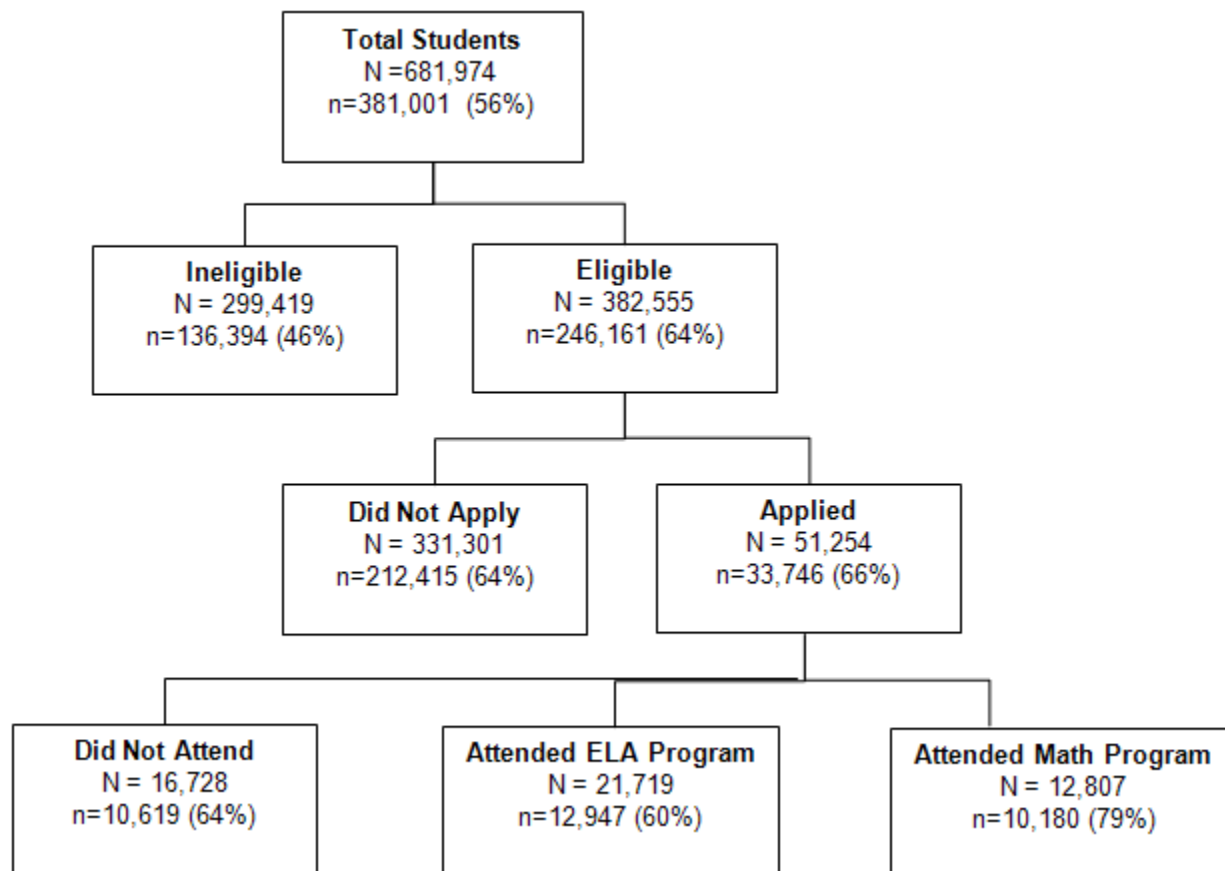 Total Students
N =681,974
n=381,001 (56%)
Ineligible
N = 299,419
n=136,394 (46%)
Eligible
N = 382,555
n=246,161 (64%)
Did Not Apply
N = 331,301
n=212,415 (64%)
Applied
N = 51,254
n=33,746 (66%)
Did Not Attend
N = 16,728
n=10,619 (64%)
Attended ELA Program
N = 21,719
n=12,947 (60%)
Attended Math Program
N = 12,807
n=10,180 (79%)